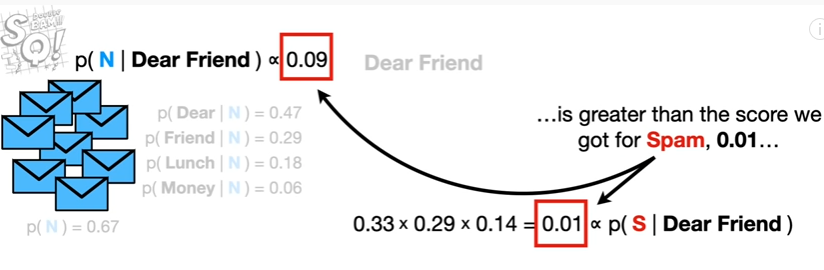 SQ!
p( N | Dear Friend ) ∝ 0.09
Dear Friend
p( Dear | N ) = 0.47
p( Friend | N ) = 0.29
p( Lunch | N ) = 0.18
p( Money | N ) = 0.06
p( N ) = 0.67
…is greater than the score we
got for Spam, 0.01…
0.33 × 0.29 × 0.14 = 0.01 ∝ p( S | Dear Friend )